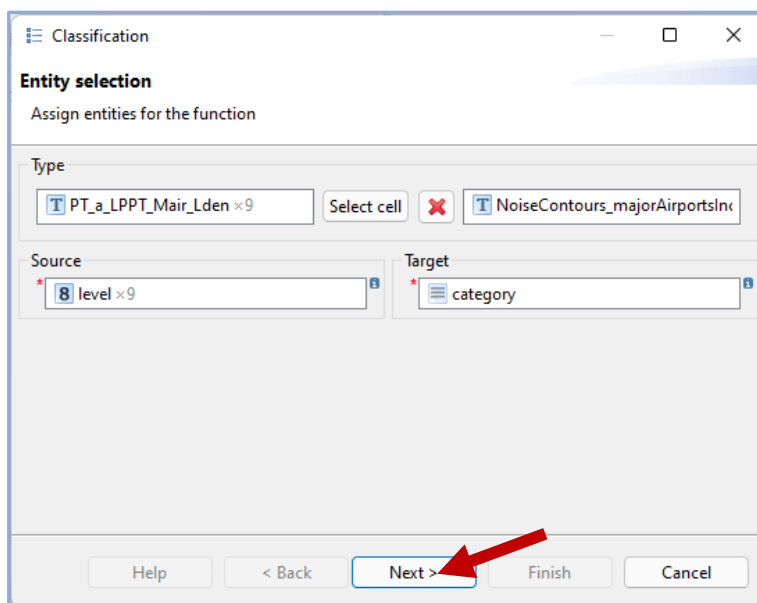 Classification
Entity selection
Assign entities for the function
Type
T PT_a_LPPT_Mair_Lden ×9
Select cell
T NoiseContours_majorAirportsInc
Source
Target
* 8 level ×9
* category
Help
< Back
Next >
Finish
Cancel